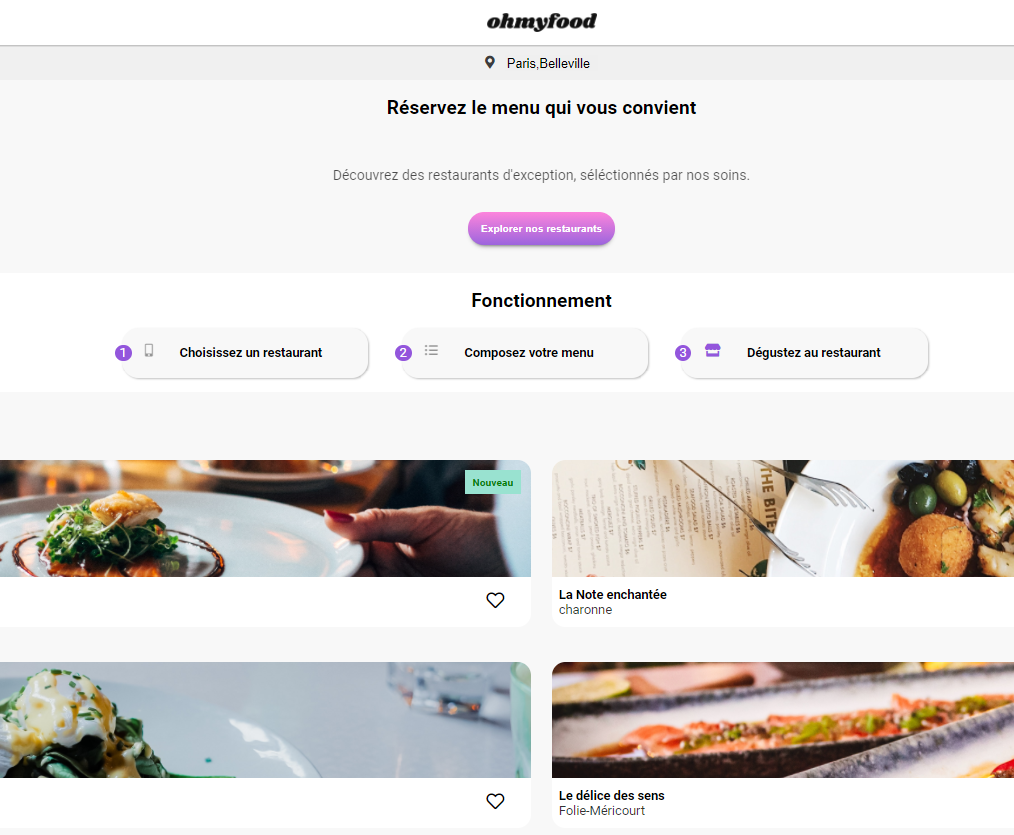 ohmyfood
Paris,Belleville
Réservez le menu qui vous convient
Découvrez des restaurants d'exception, séléctionnés par nos soins.
Explorer nos restaurants
Fonctionnement
1 Choisissez un restaurant
2 Composez votre menu
3 Dégustez au restaurant
Nouveau
THE BITE
La Note enchantée
charonne
Le délice des sens
Folie-Méricourt